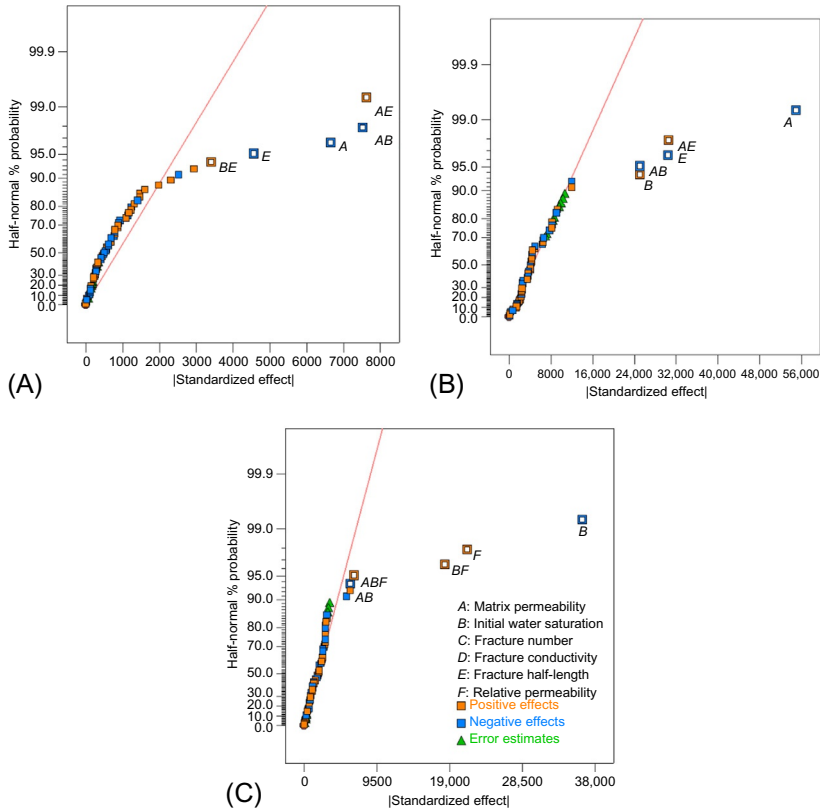 99.9
99.0
95.0
90.0
70.0
50.0
30.0
20.0
10.0
0.0
Half-normal % probability
AE
AB
A
E
BE
0 1000 2000 3000 4000 5000 6000 7000 8000
|Standardized effect|
(A)
99.9
99.0
95.0
90.0
80.0
70.0
50.0
30.0
20.0
10.0
0.0
Half-normal % probability
A
AE
E
AB
B
0 8000 16,000 24,000 32,000 40,000 48,000 56,000
|Standardized effect|
(B)
99.9
99.0
95.0
90.0
80.0
70.0
50.0
30.0
20.0
10.0
0.0
Half-normal % probability
B
F
BF
ABF
AB
A: Matrix permeability
B: Initial water saturation
C: Fracture number
D: Fracture conductivity
E: Fracture half-length
F: Relative permeability
Positive effects
Negative effects
Error estimates
0 9500 19,000 28,500 38,000
|Standardized effect|
(C)